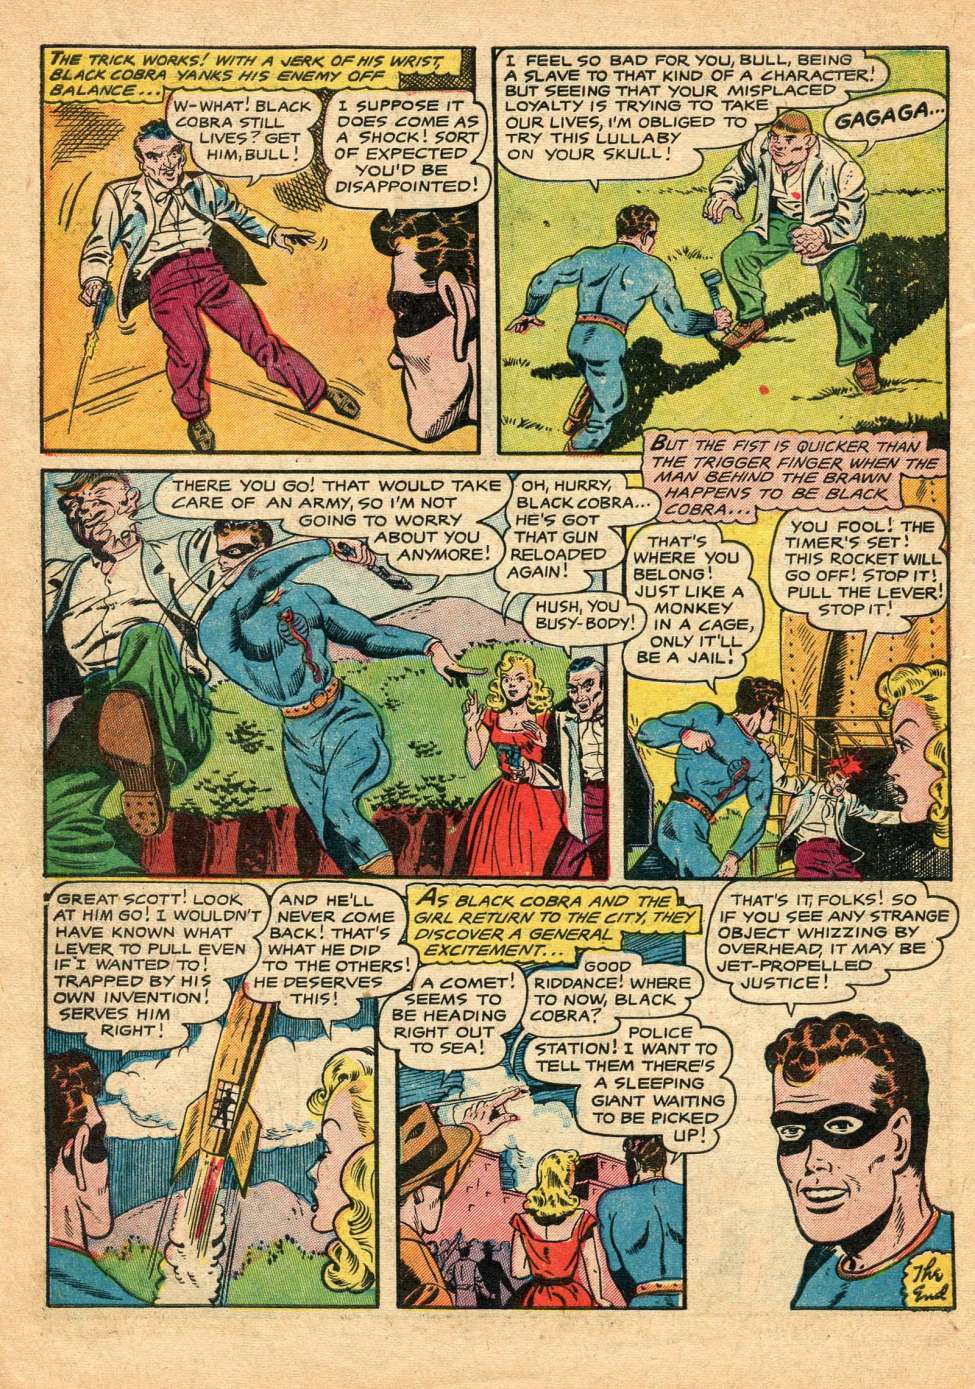 THE TRICK WORKS! WITH A JERK OF HIS WRIST,
BLACK COBRA YANKS HIS ENEMY OFF
BALANCE...
W-WHAT! BLACK
COBRA STILL
LIVES? GET
HIM, BULL!
I SUPPOSE IT
DOES COME AS
A SHOCK! SORT
OF EXPECTED
YOU'D BE
DISAPPOINTED!
I FEEL SO BAD FOR YOU, BULL, BEING
A SLAVE TO THAT KIND OF A CHARACTER!
BUT SEEING THAT YOUR MISPLACED
LOYALTY IS TRYING TO TAKE
OUR LIVES, I'M OBLIGED TO
TRY THIS LULLABY
ON YOUR SKULL!
GAGAGA...
THERE YOU GO! THAT WOULD TAKE
CARE OF AN ARMY, SO I'M NOT
GOING TO WORRY
ABOUT YOU
ANYMORE!
OH, HURRY,
BLACK COBRA...
HE'S GOT
THAT GUN
RELOADED
AGAIN!
HUSH, YOU
BUSY-BODY!
BUT THE FIST IS QUICKER THAN
THE TRIGGER FINGER WHEN THE
MAN BEHIND THE BRAWN
HAPPENS TO BE BLACK
COBRA...
THAT'S
WHERE YOU
BELONG!
JUST LIKE A
MONKEY
IN A CAGE,
ONLY IT'LL
BE A JAIL!
YOU FOOL! THE
TIMER'S SET!
THIS ROCKET WILL
GO OFF! STOP IT!
PULL THE LEVER!
STOP IT!
GREAT SCOTT! LOOK
AT HIM GO! I WOULDN'T
HAVE KNOWN WHAT
LEVER TO PULL EVEN
IF I WANTED TO!
TRAPPED BY HIS
OWN INVENTION!
SERVES HIM
RIGHT!
AND HE'LL
NEVER COME
BACK! THAT'S
WHAT HE DID
TO THE OTHERS!
HE DESERVES
THIS!
AS BLACK COBRA AND THE
GIRL RETURN TO THE CITY, THEY
DISCOVER A GENERAL
EXCITEMENT...
A COMET!
SEEMS TO
BE HEADING
RIGHT OUT
TO SEA!
GOOD
RIDDANCE! WHERE
TO NOW, BLACK
COBRA?
POLICE
STATION! I WANT TO
TELL THEM THERE'S
A SLEEPING
GIANT WAITING
TO BE PICKED
UP!
THAT'S IT, FOLKS! SO
IF YOU SEE ANY STRANGE
OBJECT WHIZZING BY
OVERHEAD, IT MAY BE
JET-PROPELLED
JUSTICE!
The
End